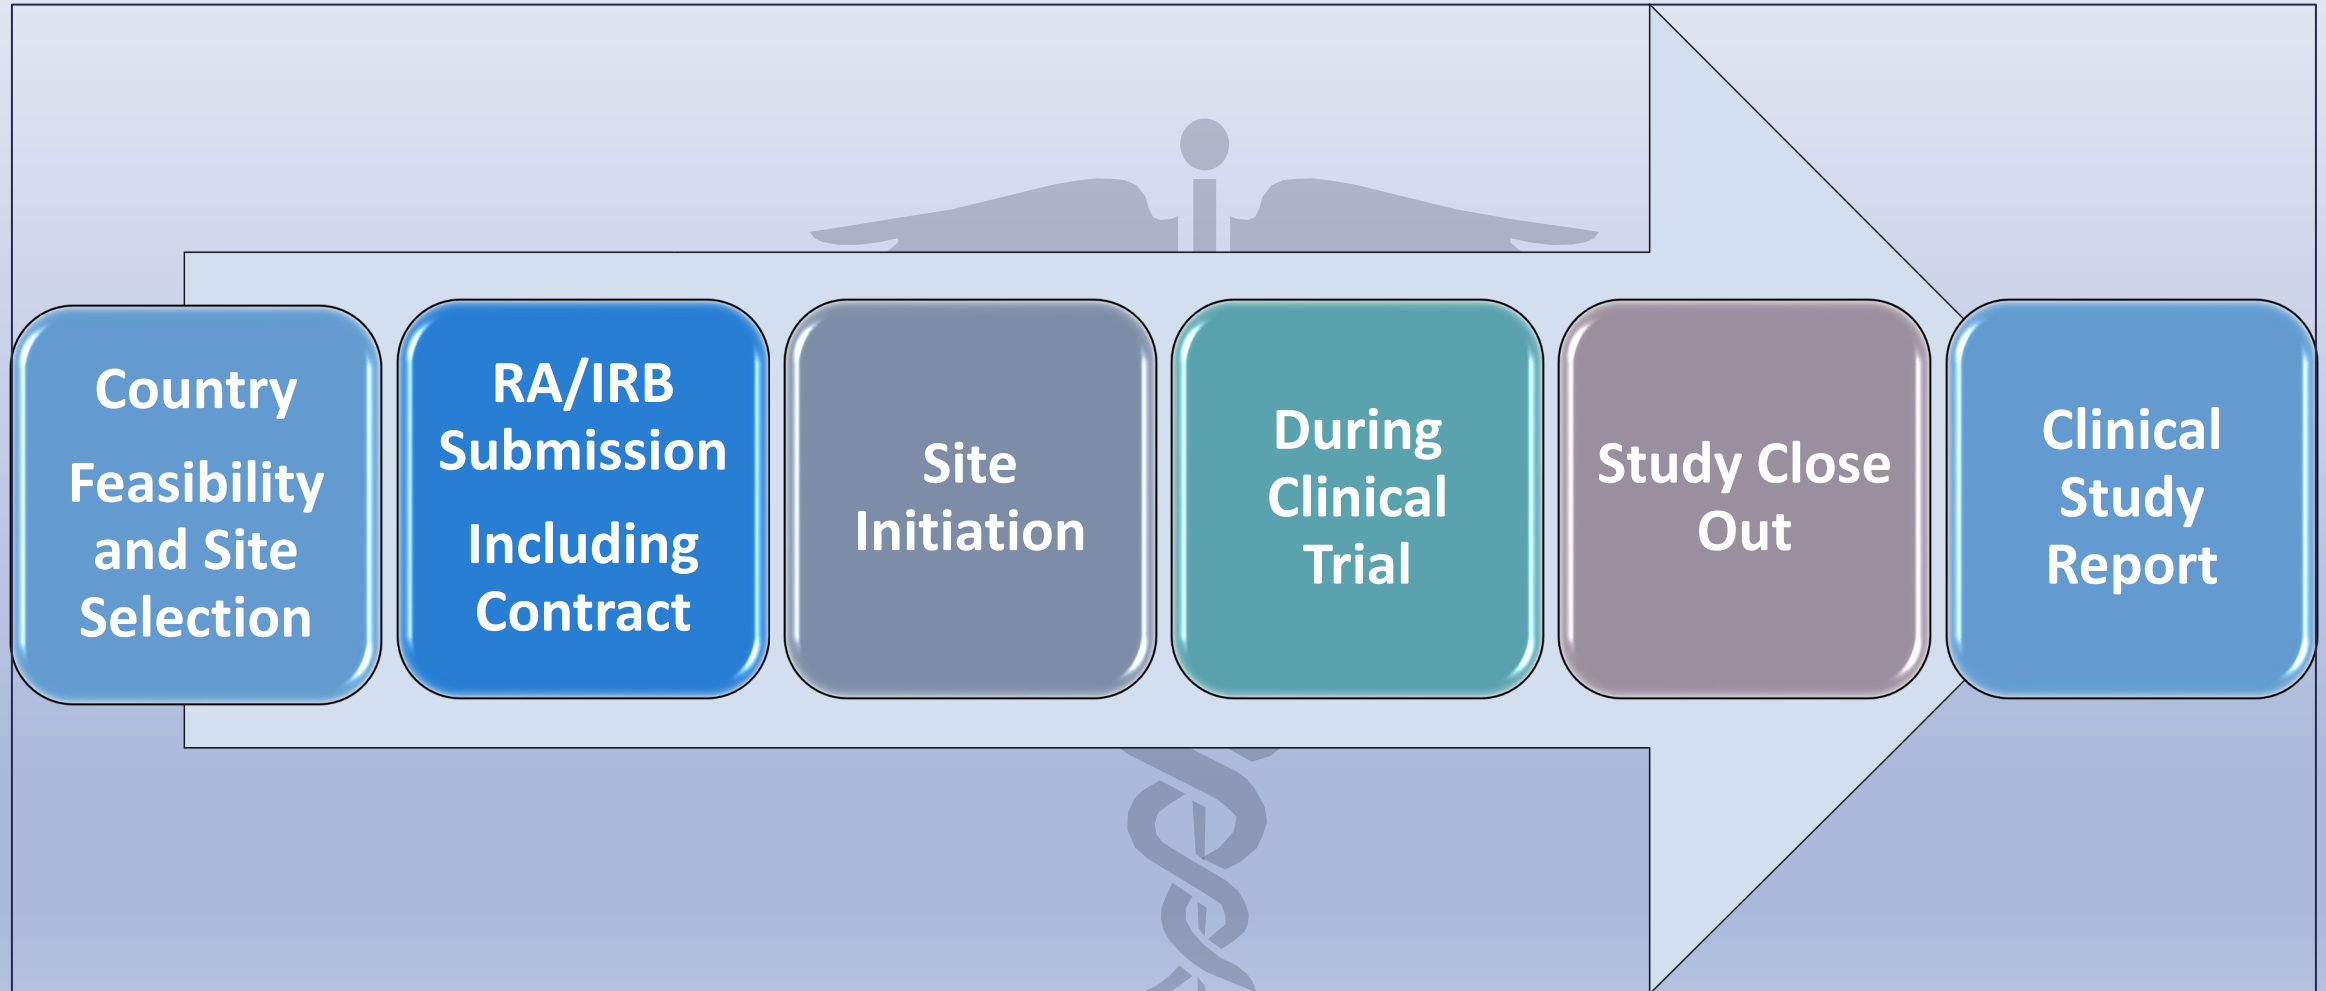 Country
Feasibility
and Site
Selection
RA/IRB
Submission
Including
Contract
Site
Initiation
During
Clinical
Trial
Study Close
Out
Clinical
Study
Report